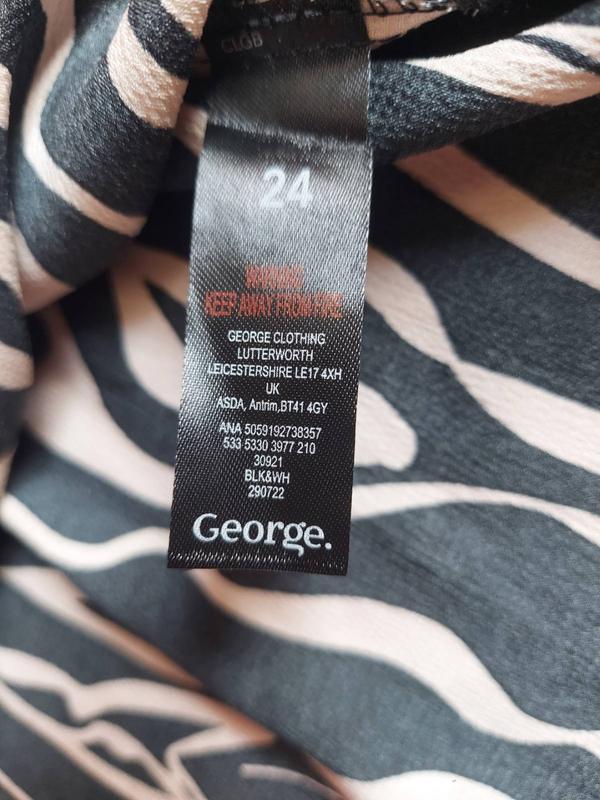 CLGB
24
WARNING
KEEP AWAY FROM FIRE
GEORGE CLOTHING
LUTTERWORTH
LEICESTERSHIRE LE17 4XH
UK
ASDA, Antrim,BT41 4GY
ANA 5059192738357
533 5330 3977 210
30921
BLK&WH
290722
George.